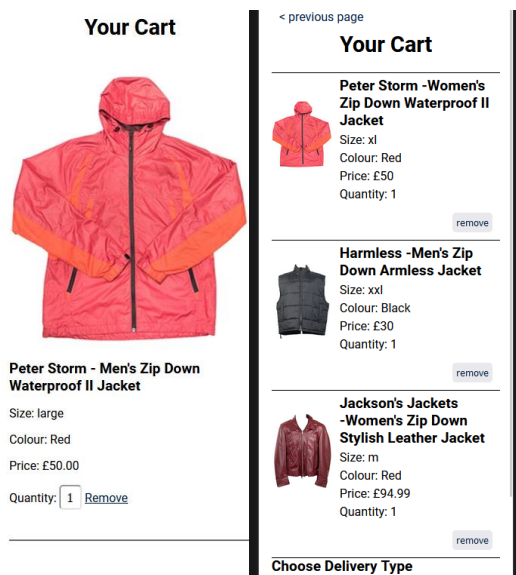 Your Cart
Peter Storm - Men's Zip Down
Waterproof II Jacket
Size: large
Colour: Red
Price: £50.00
Quantity: 1 Remove
< previous page
Your Cart
Peter Storm -Women's
Zip Down Waterproof II
Jacket
Size: xl
Colour: Red
Price: £50
Quantity: 1
remove
Harmless -Men's Zip
Down Armless Jacket
Size: xxl
Colour: Black
Price: £30
Quantity: 1
remove
Jackson's Jackets
-Women's Zip Down
Stylish Leather Jacket
Size: m
Colour: Red
Price: £94.99
Quantity: 1
remove
Choose Delivery Type